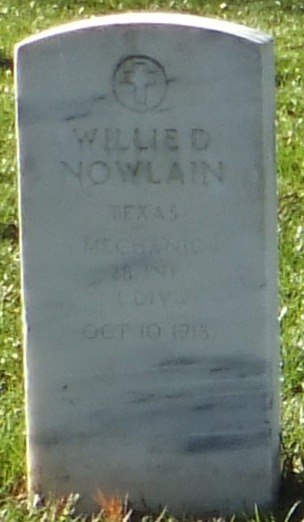 WILLIE D
NOWLAIN
TEXAS
MECHANIC
28 INF.
1 DIV.
OCT 10 1918